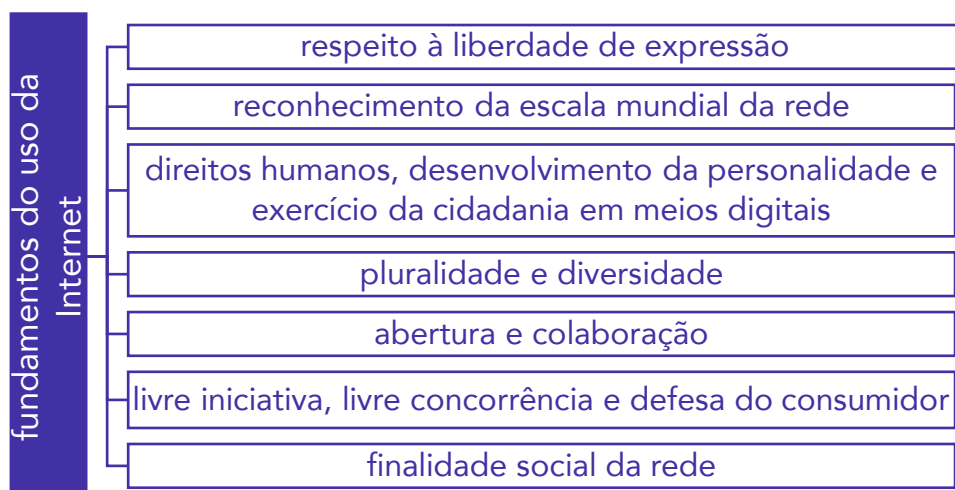 fundamentos do uso da
Internet
respeito à liberdade de expressão
reconhecimento da escala mundial da rede
direitos humanos, desenvolvimento da personalidade e
exercício da cidadania em meios digitais
pluralidade e diversidade
abertura e colaboração
livre iniciativa, livre concorrência e defesa do consumidor
finalidade social da rede